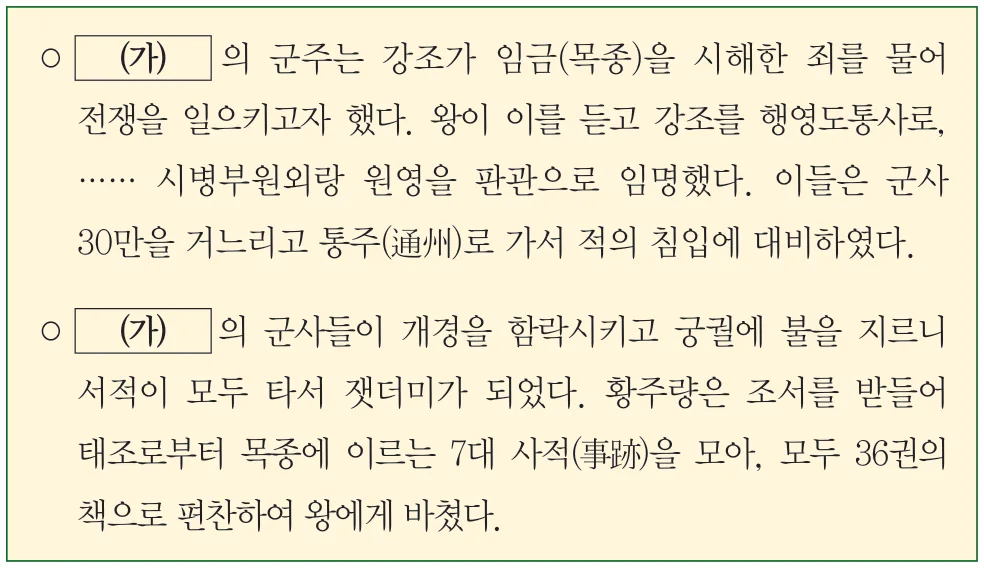 ○ (가) 의 군주는 강조가 임금(목종)을 시해한 죄를 물어
전쟁을 일으키고자 했다. 왕이 이를 듣고 강조를 행영도통사로,
…… 시병부원외랑 원영을 판관으로 임명했다. 이들은 군사
30만을 거느리고 통주(通州)로 가서 적의 침입에 대비하였다.
○ (가) 의 군사들이 개경을 함락시키고 궁궐에 불을 지르니
서적이 모두 타서 잿더미가 되었다. 황주량은 조서를 받들어
태조로부터 목종에 이르는 7대 사적(事跡)을 모아, 모두 36권의
책으로 편찬하여 왕에게 바쳤다.